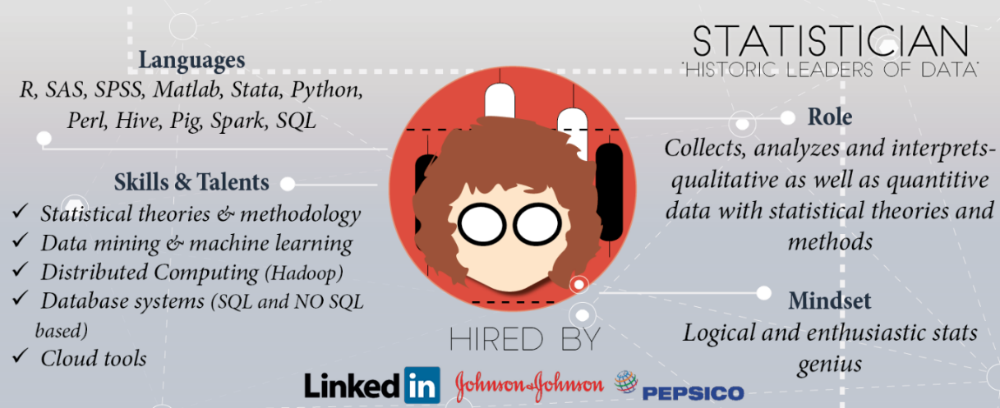 STATISTICIAN
"HISTORIC LEADERS OF DATA"
Languages
R, SAS, SPSS, Matlab, Stata, Python,
Perl, Hive, Pig, Spark, SQL
Skills & Talents
✓ Statistical theories & methodology
✓ Data mining & machine learning
✓ Distributed Computing (Hadoop)
✓ Database systems (SQL and NO SQL
based)
✓ Cloud tools
Role
Collects, analyzes and interprets-
qualitative as well as quantitive
data with statistical theories and
methods
Mindset
Logical and enthusiastic stats
genius
HIRED BY
Linked in Johnson & Johnson PEPSICO